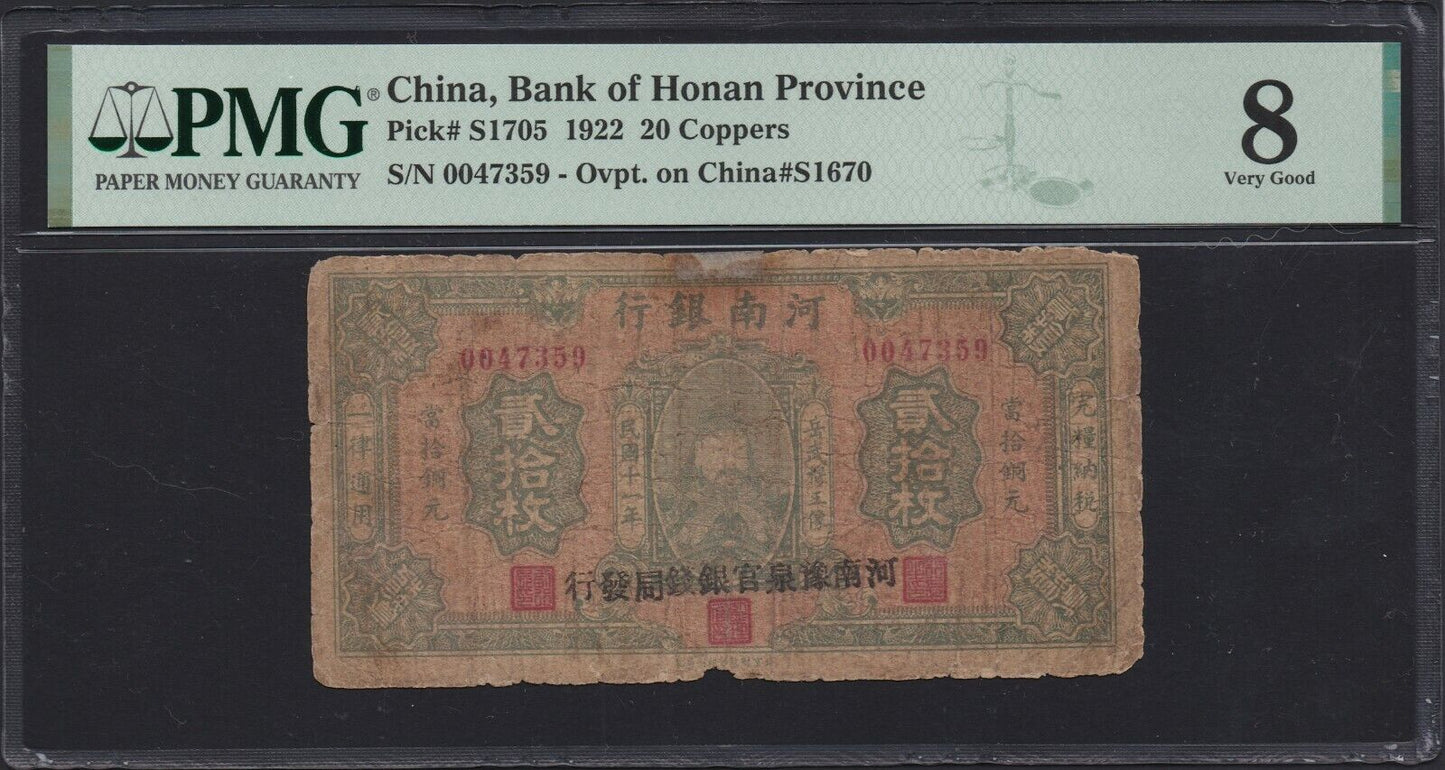 PMG®
PAPER MONEY GUARANTY
China, Bank of Honan Province
Pick# S1705 1922 20 Coppers
S/N 0047359 - Ovpt. on China#S1670
8
Very Good
河南銀行
0047359
0047359
完糧納稅
當拾銅元
貳拾枚
岳武穆王像
民國十一年
貳拾枚
當拾銅元
一律通用
河南豫泉官銀錢局發行